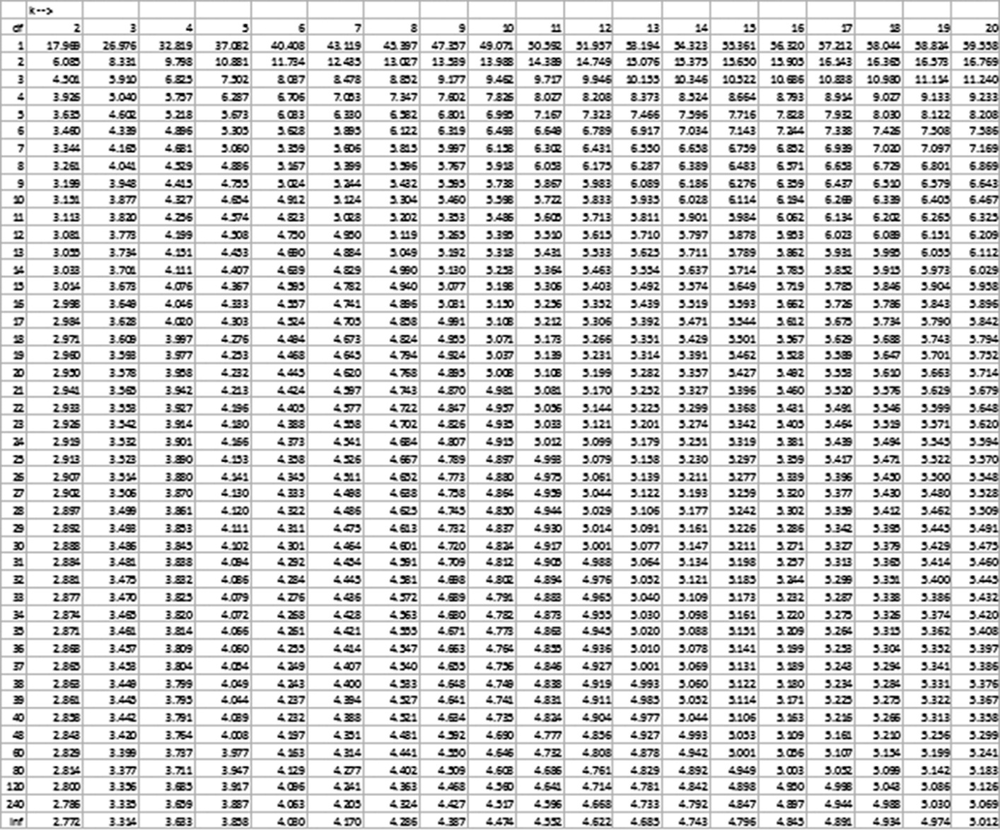 k-->
df 2 3 4 5 6 7 8 9 10 11 12 13 14 15 16 17 18 19 20
1 17.969 26.976 32.819 37.082 40.408 43.119 45.397 47.357 49.071 50.592 51.957 53.194 54.323 55.361 56.320 57.212 58.044 58.824 59.558
2 6.085 8.331 9.798 10.881 11.734 12.435 13.027 13.539 13.988 14.389 14.749 15.076 15.375 15.650 15.905 16.143 16.365 16.573 16.769
3 4.501 5.910 6.825 7.502 8.037 8.478 8.852 9.177 9.462 9.717 9.946 10.155 10.346 10.522 10.686 10.838 10.980 11.114 11.240
4 3.926 5.040 5.757 6.287 6.706 7.053 7.347 7.602 7.826 8.027 8.208 8.373 8.524 8.664 8.793 8.914 9.027 9.133 9.233
5 3.635 4.602 5.218 5.673 6.033 6.330 6.582 6.801 6.995 7.167 7.323 7.466 7.596 7.716 7.828 7.932 8.030 8.122 8.208
6 3.460 4.339 4.896 5.305 5.628 5.895 6.122 6.319 6.493 6.649 6.789 6.917 7.034 7.143 7.244 7.338 7.426 7.508 7.586
7 3.344 4.165 4.681 5.060 5.359 5.606 5.815 5.997 6.158 6.302 6.431 6.550 6.658 6.759 6.852 6.939 7.020 7.097 7.169
8 3.261 4.041 4.529 4.886 5.167 5.399 5.596 5.767 5.918 6.053 6.175 6.287 6.389 6.483 6.571 6.653 6.729 6.801 6.869
9 3.199 3.948 4.415 4.755 5.024 5.244 5.432 5.595 5.738 5.867 5.983 6.089 6.186 6.276 6.359 6.437 6.510 6.579 6.643
10 3.151 3.877 4.327 4.654 4.912 5.124 5.304 5.460 5.598 5.722 5.833 5.935 6.028 6.114 6.194 6.269 6.339 6.405 6.467
11 3.113 3.820 4.256 4.574 4.823 5.028 5.202 5.353 5.486 5.605 5.713 5.811 5.901 5.984 6.062 6.134 6.202 6.265 6.325
12 3.081 3.773 4.199 4.508 4.750 4.950 5.119 5.265 5.395 5.510 5.615 5.710 5.797 5.878 5.953 6.023 6.089 6.151 6.209
13 3.055 3.734 4.151 4.453 4.690 4.884 5.049 5.192 5.318 5.431 5.533 5.625 5.711 5.789 5.862 5.931 5.995 6.055 6.112
14 3.033 3.701 4.111 4.407 4.639 4.829 4.990 5.130 5.253 5.364 5.463 5.554 5.637 5.714 5.785 5.852 5.915 5.973 6.029
15 3.014 3.673 4.076 4.367 4.595 4.782 4.940 5.077 5.198 5.306 5.403 5.492 5.574 5.649 5.719 5.785 5.846 5.904 5.958
16 2.998 3.649 4.046 4.333 4.557 4.741 4.896 5.031 5.150 5.256 5.352 5.439 5.519 5.593 5.662 5.726 5.786 5.843 5.896
17 2.984 3.628 4.020 4.303 4.524 4.705 4.858 4.991 5.108 5.212 5.306 5.392 5.471 5.544 5.612 5.675 5.734 5.790 5.842
18 2.971 3.609 3.997 4.276 4.494 4.673 4.824 4.955 5.071 5.173 5.266 5.351 5.429 5.501 5.567 5.629 5.688 5.743 5.794
19 2.960 3.593 3.977 4.253 4.468 4.645 4.794 4.924 5.037 5.139 5.231 5.314 5.391 5.462 5.528 5.589 5.647 5.701 5.752
20 2.950 3.578 3.958 4.232 4.445 4.620 4.768 4.895 5.008 5.108 5.199 5.282 5.357 5.427 5.492 5.553 5.610 5.663 5.714
21 2.941 3.565 3.942 4.213 4.424 4.597 4.743 4.870 4.981 5.081 5.170 5.252 5.327 5.396 5.460 5.520 5.576 5.629 5.679
22 2.933 3.553 3.927 4.196 4.405 4.577 4.722 4.847 4.957 5.056 5.144 5.225 5.299 5.368 5.431 5.491 5.546 5.599 5.648
23 2.926 3.542 3.914 4.180 4.388 4.558 4.702 4.826 4.935 5.033 5.121 5.201 5.274 5.342 5.405 5.464 5.519 5.571 5.620
24 2.919 3.532 3.901 4.166 4.373 4.541 4.684 4.807 4.915 5.012 5.099 5.179 5.251 5.319 5.381 5.439 5.494 5.545 5.594
25 2.913 3.523 3.890 4.153 4.358 4.526 4.667 4.789 4.897 4.993 5.079 5.158 5.230 5.297 5.359 5.417 5.471 5.522 5.570
26 2.907 3.514 3.880 4.141 4.345 4.511 4.652 4.773 4.880 4.975 5.061 5.139 5.211 5.277 5.339 5.396 5.450 5.500 5.548
27 2.902 3.506 3.870 4.130 4.333 4.498 4.638 4.758 4.864 4.959 5.044 5.122 5.193 5.259 5.320 5.377 5.430 5.480 5.528
28 2.897 3.499 3.861 4.120 4.322 4.486 4.625 4.745 4.850 4.944 5.029 5.106 5.177 5.242 5.302 5.359 5.412 5.462 5.509
29 2.892 3.493 3.853 4.111 4.311 4.475 4.613 4.732 4.837 4.930 5.014 5.091 5.161 5.226 5.286 5.342 5.395 5.445 5.491
30 2.888 3.486 3.845 4.102 4.301 4.464 4.601 4.720 4.824 4.917 5.001 5.077 5.147 5.211 5.271 5.327 5.379 5.429 5.475
31 2.884 3.481 3.838 4.094 4.292 4.454 4.591 4.709 4.812 4.905 4.988 5.064 5.134 5.198 5.257 5.313 5.365 5.414 5.460
32 2.881 3.475 3.832 4.086 4.284 4.445 4.581 4.698 4.802 4.894 4.976 5.052 5.121 5.185 5.244 5.299 5.351 5.400 5.445
33 2.877 3.470 3.825 4.079 4.276 4.436 4.572 4.689 4.791 4.883 4.965 5.040 5.109 5.173 5.232 5.287 5.338 5.386 5.432
34 2.874 3.465 3.820 4.072 4.268 4.428 4.563 4.680 4.782 4.873 4.955 5.030 5.098 5.161 5.220 5.275 5.326 5.374 5.420
35 2.871 3.461 3.814 4.066 4.261 4.421 4.555 4.671 4.773 4.863 4.945 5.020 5.088 5.151 5.209 5.264 5.315 5.362 5.408
36 2.868 3.457 3.809 4.060 4.255 4.414 4.547 4.663 4.764 4.855 4.936 5.010 5.078 5.141 5.199 5.253 5.304 5.352 5.397
37 2.865 3.453 3.804 4.054 4.249 4.407 4.540 4.655 4.756 4.846 4.927 5.001 5.069 5.131 5.189 5.243 5.294 5.341 5.386
38 2.863 3.449 3.799 4.049 4.243 4.400 4.533 4.648 4.749 4.838 4.919 4.993 5.060 5.122 5.180 5.234 5.284 5.331 5.376
39 2.861 3.445 3.795 4.044 4.237 4.394 4.527 4.641 4.741 4.831 4.911 4.985 5.052 5.114 5.171 5.225 5.275 5.322 5.367
40 2.858 3.442 3.791 4.039 4.232 4.388 4.521 4.634 4.735 4.824 4.904 4.977 5.044 5.106 5.163 5.216 5.266 5.313 5.358
48 2.843 3.420 3.764 4.008 4.197 4.351 4.481 4.592 4.690 4.777 4.856 4.927 4.993 5.053 5.109 5.161 5.210 5.256 5.299
60 2.829 3.399 3.737 3.977 4.163 4.314 4.441 4.550 4.646 4.732 4.808 4.878 4.942 5.001 5.056 5.107 5.154 5.199 5.241
80 2.814 3.377 3.711 3.947 4.129 4.277 4.402 4.509 4.603 4.686 4.761 4.829 4.892 4.949 5.003 5.052 5.099 5.142 5.183
120 2.800 3.356 3.685 3.917 4.096 4.241 4.363 4.468 4.560 4.641 4.714 4.781 4.842 4.898 4.950 4.998 5.043 5.086 5.126
240 2.786 3.335 3.659 3.887 4.063 4.205 4.324 4.427 4.517 4.596 4.668 4.733 4.792 4.847 4.897 4.944 4.988 5.030 5.069
Inf 2.772 3.314 3.633 3.858 4.030 4.170 4.286 4.387 4.474 4.552 4.622 4.685 4.743 4.796 4.845 4.891 4.934 4.974 5.012